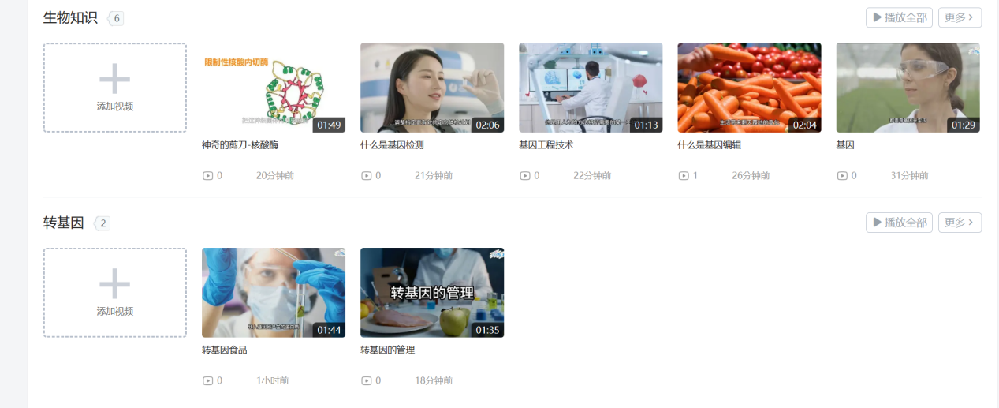 生物知识 6
播放全部 更多
添加视频
限制性核酸内切酶
01:49
02:06
01:13
02:04
01:29
神奇的剪刀-核酸酶
什么是基因检测
基因工程技术
什么是基因编辑
基因
0 20分钟前
0 21分钟前
0 22分钟前
1 26分钟前
0 31分钟前
转基因 2
播放全部 更多
添加视频
转基因的管理
01:44
01:35
转基因食品
转基因的管理
0 1小时前
0 18分钟前